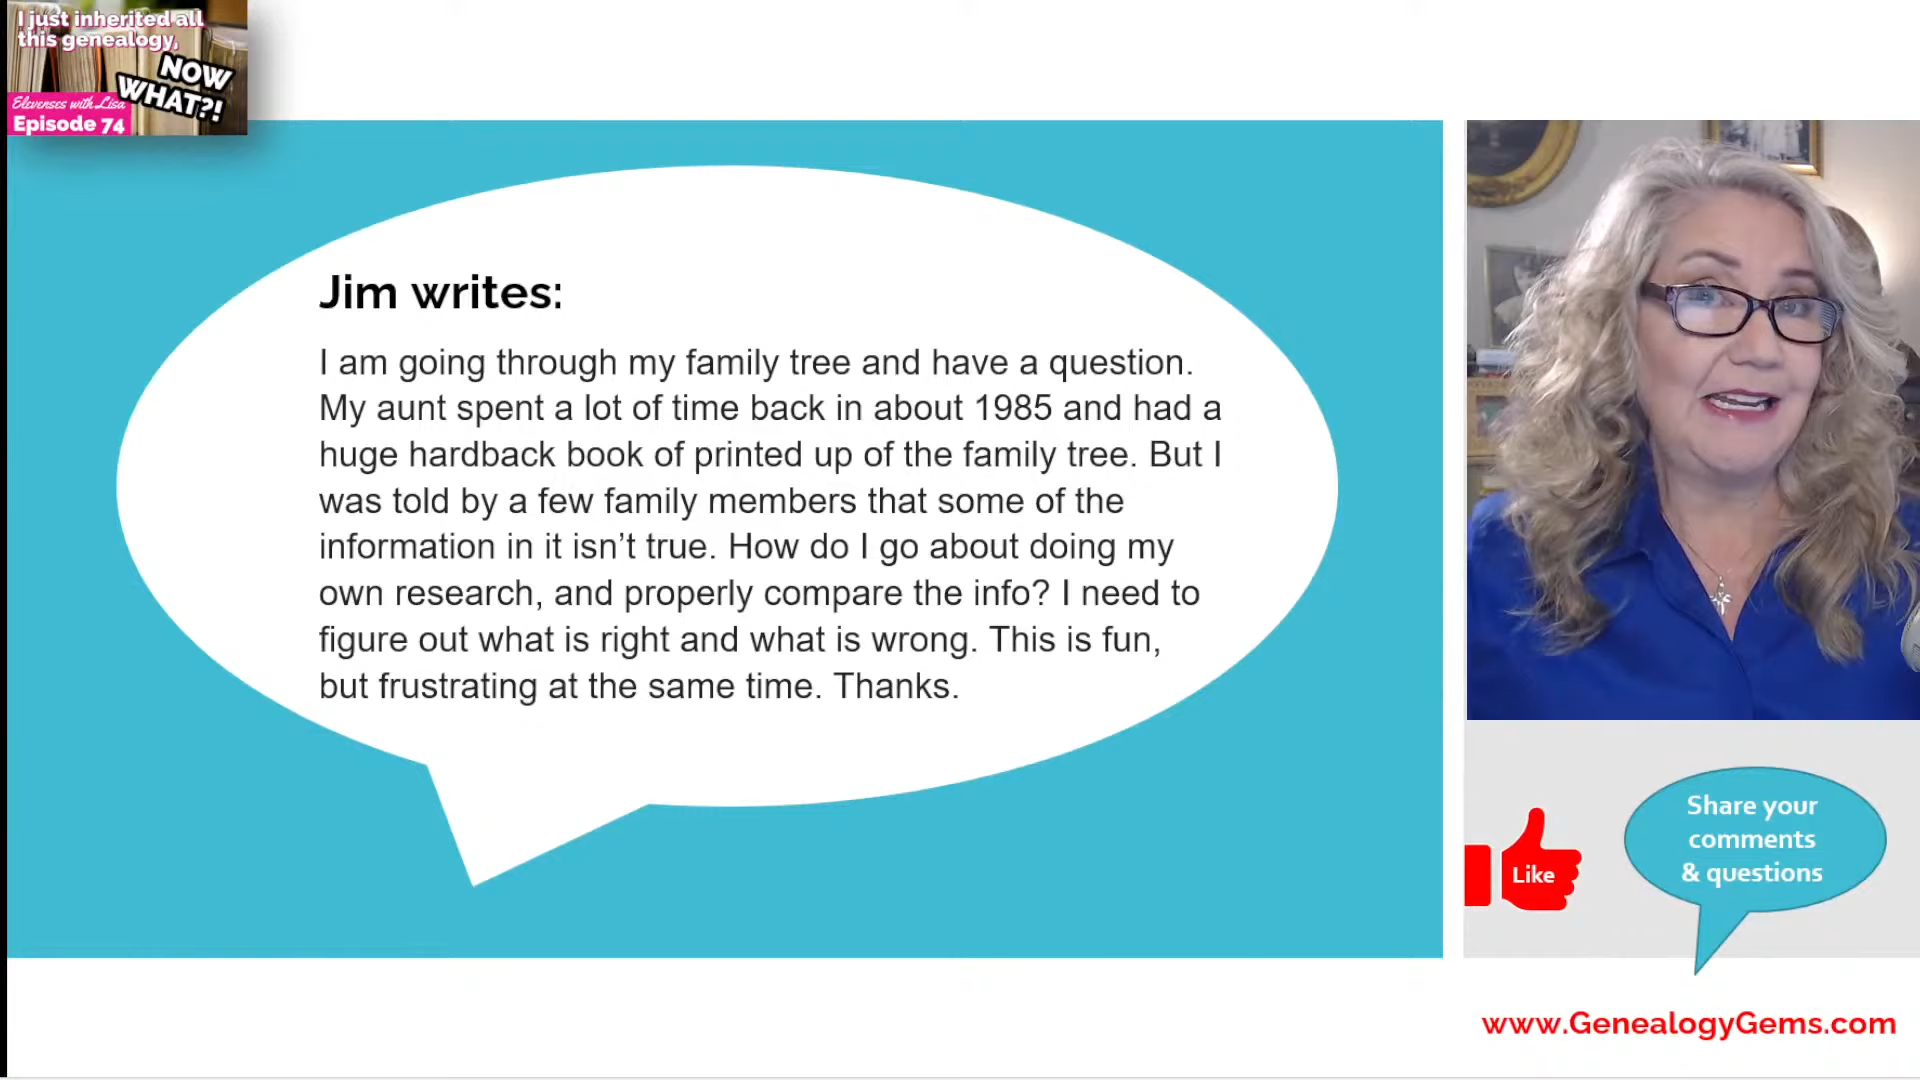 I just inherited all
this genealogy,
NOW
WHAT?!
Elevenses with Lisa
Episode 74
Jim writes:
I am going through my family tree and have a question.
My aunt spent a lot of time back in about 1985 and had a
huge hardback book of printed up of the family tree. But I
was told by a few family members that some of the
information in it isn’t true. How do I go about doing my
own research, and properly compare the info? I need to
figure out what is right and what is wrong. This is fun,
but frustrating at the same time. Thanks.
Like
Share your
comments
& questions
www.GenealogyGems.com